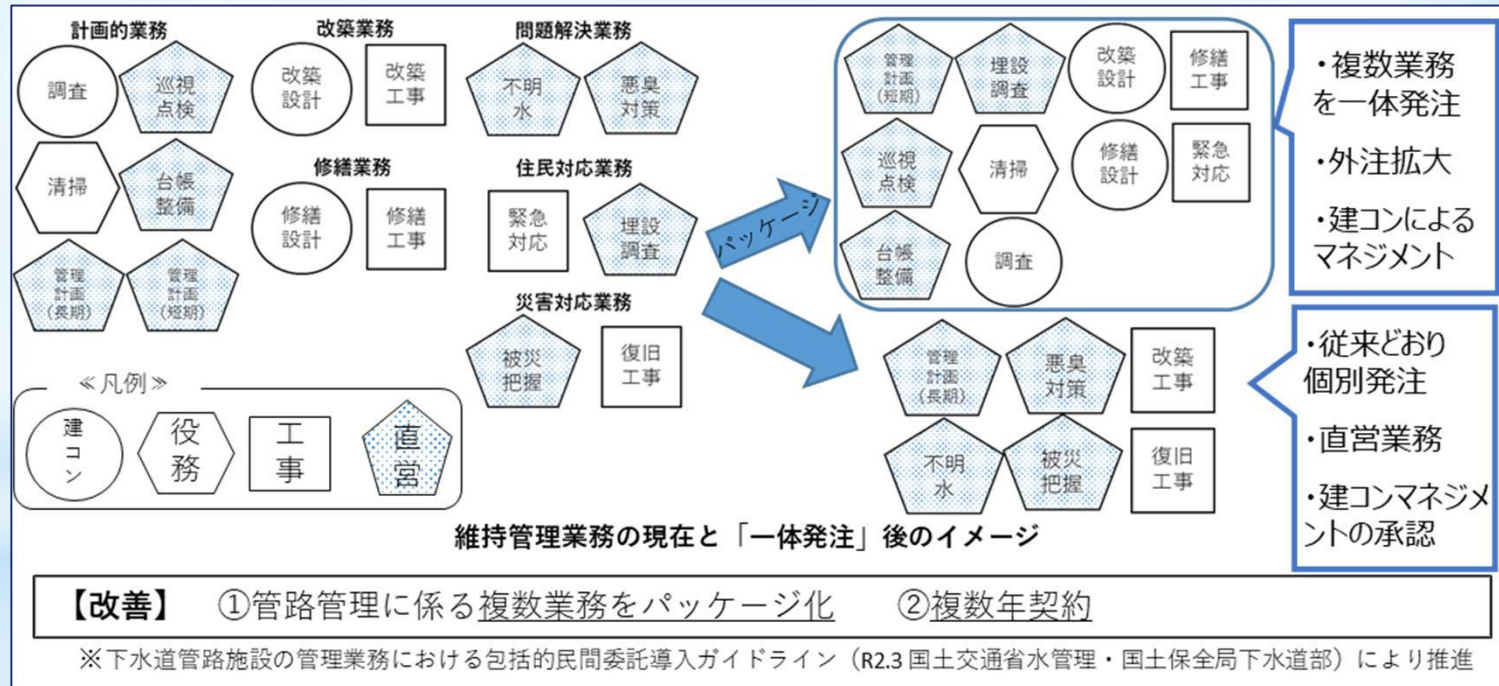 計画的業務
調査
巡視
点検
清掃
台帳
整備
管理
計画
(長期)
管理
計画
(短期)
改築業務
改築
設計
改築
工事
修繕業務
修繕
設計
修繕
工事
問題解決業務
不明
水
悪臭
対策
住民対応業務
緊急
対応
埋設
調査
災害対応業務
被災
把握
復旧
工事
≪凡例≫
建
コ
ン
役
務
工
事
直
営
パッケージ
管理
計画
(短期)
埋設
調査
改築
設計
修繕
工事
巡視
点検
清掃
修繕
設計
緊急
対応
台帳
整備
調査
・複数業務
を一体発注
・外注拡大
・建コンによる
マネジメント
管理
計画
(長期)
悪臭
対策
改築
工事
不明
水
被災
把握
復旧
工事
・従来どおり
個別発注
・直営業務
・建コンマネジメ
ントの承認
維持管理業務の現在と「一体発注」後のイメージ
【改善】 ①管路管理に係る複数業務をパッケージ化 ②複数年契約
※下水道管路施設の管理業務における包括的民間委託導入ガイドライン（R2.3 国土交通省水管理・国土保全局下水道部）により推進